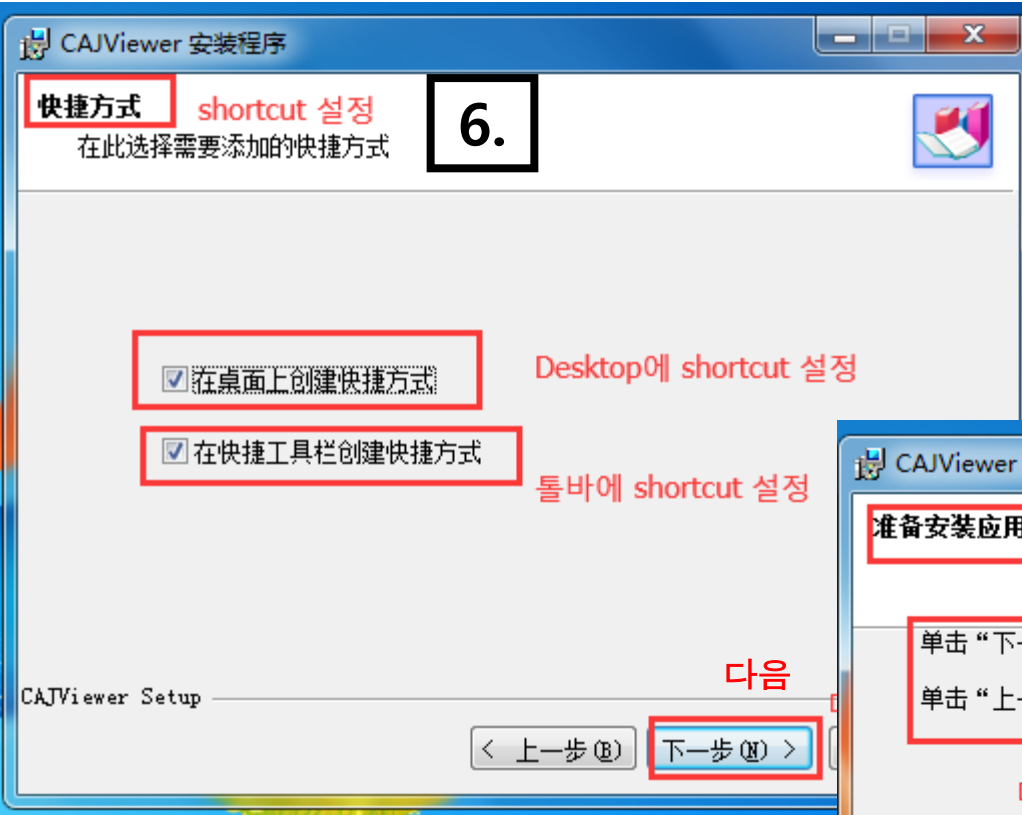 CAJViewer 安装程序
快捷方式 shortcut 설정
6.
在此选择需要添加的快捷方式
在桌面上创建快捷方式
Desktop에 shortcut 설정
在快捷工具栏创建快捷方式
톨바에 shortcut 설정
다음
CAJViewer Setup
< 上一步(B)
下一步(N) >
CAJViewer
准备安装应用
单击“下一
单击“上一